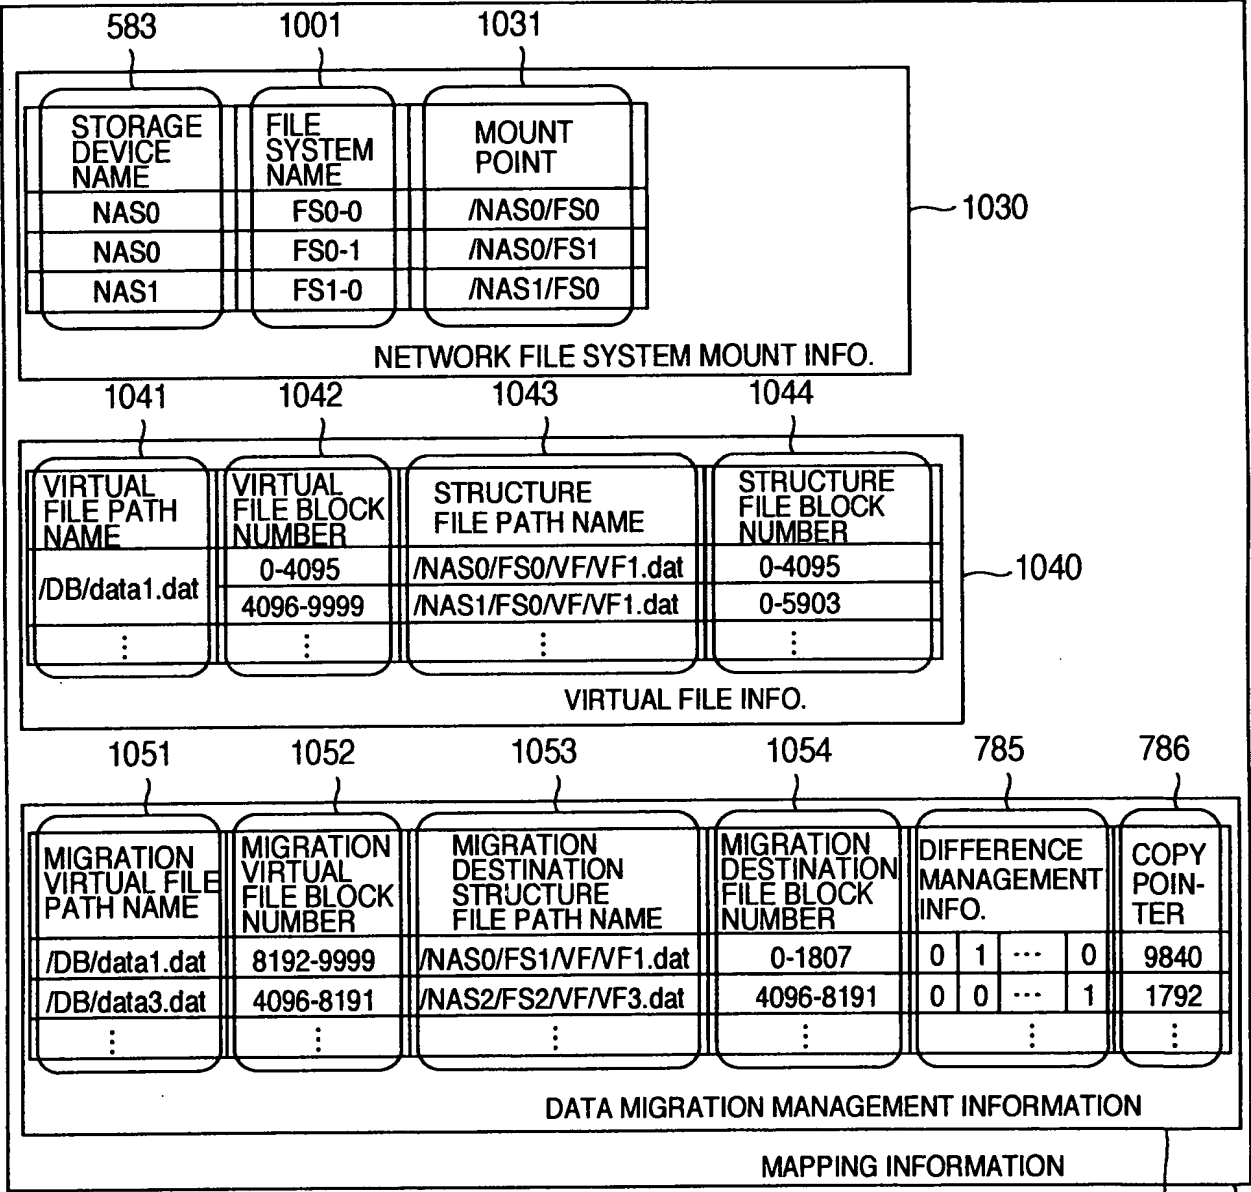 583 1001 1031
STORAGE DEVICE NAME FILE SYSTEM NAME MOUNT POINT
NAS0 FS0-0 /NAS0/FS0
NAS0 FS0-1 /NAS0/FS1
NAS1 FS1-0 /NAS1/FS0
1030
NETWORK FILE SYSTEM MOUNT INFO.
1041 1042 1043 1044
VIRTUAL FILE PATH NAME VIRTUAL FILE BLOCK NUMBER STRUCTURE FILE PATH NAME STRUCTURE FILE BLOCK NUMBER
/DB/data1.dat 0-4095 /NAS0/FS0/VF/VF1.dat 0-4095
4096-9999 /NAS1/FS0/VF/VF1.dat 0-5903
⋮ ⋮ ⋮ ⋮
1040
VIRTUAL FILE INFO.
1051 1052 1053 1054 785 786
MIGRATION VIRTUAL FILE PATH NAME MIGRATION VIRTUAL FILE BLOCK NUMBER MIGRATION DESTINATION STRUCTURE FILE PATH NAME MIGRATION DESTINATION FILE BLOCK NUMBER DIFFERENCE MANAGEMENT INFO. COPY POIN-TER
/DB/data1.dat 8192-9999 /NAS0/FS1/VF/VF1.dat 0-1807 0 1 ... 0 9840
/DB/data3.dat 4096-8191 /NAS2/FS2/VF/VF3.dat 4096-8191 0 0 ... 1 1792
⋮ ⋮ ⋮ ⋮ ⋮ ⋮
DATA MIGRATION MANAGEMENT INFORMATION
MAPPING INFORMATION